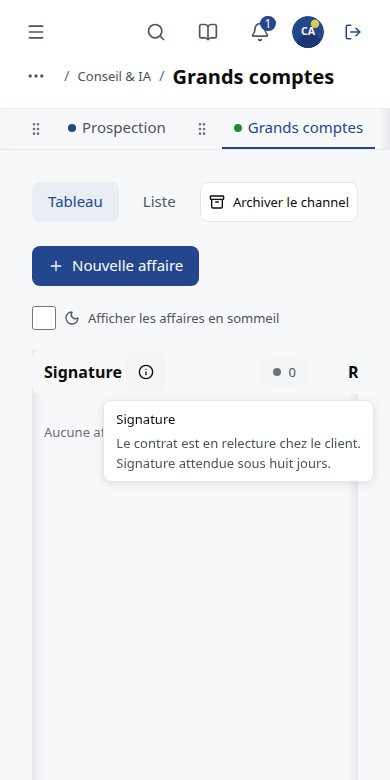 1
CA
/ Conseil & IA / Grands comptes
Prospection
Grands comptes
Tableau
Liste
Archiver le channel
Nouvelle affaire
Afficher les affaires en sommeil
Signature
0
R
Aucune af
Signature
Le contrat est en relecture chez le client.
Signature attendue sous huit jours.